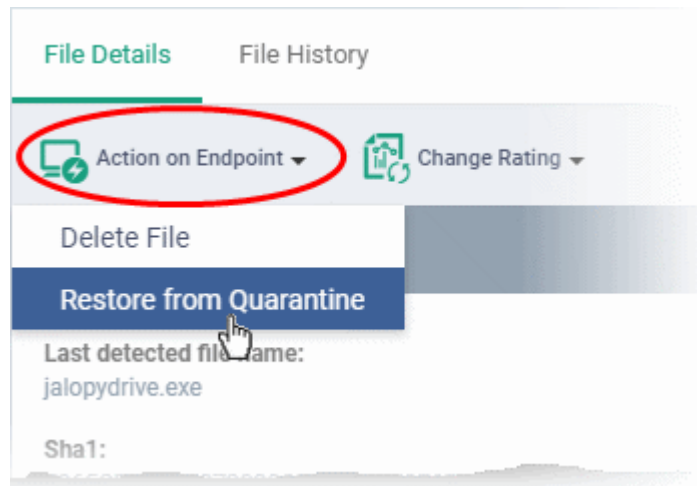 File Details File History
Action on Endpoint Change Rating
Delete File
Restore from Quarantine
Last detected file name:
jalopydrive.exe
Sha1: